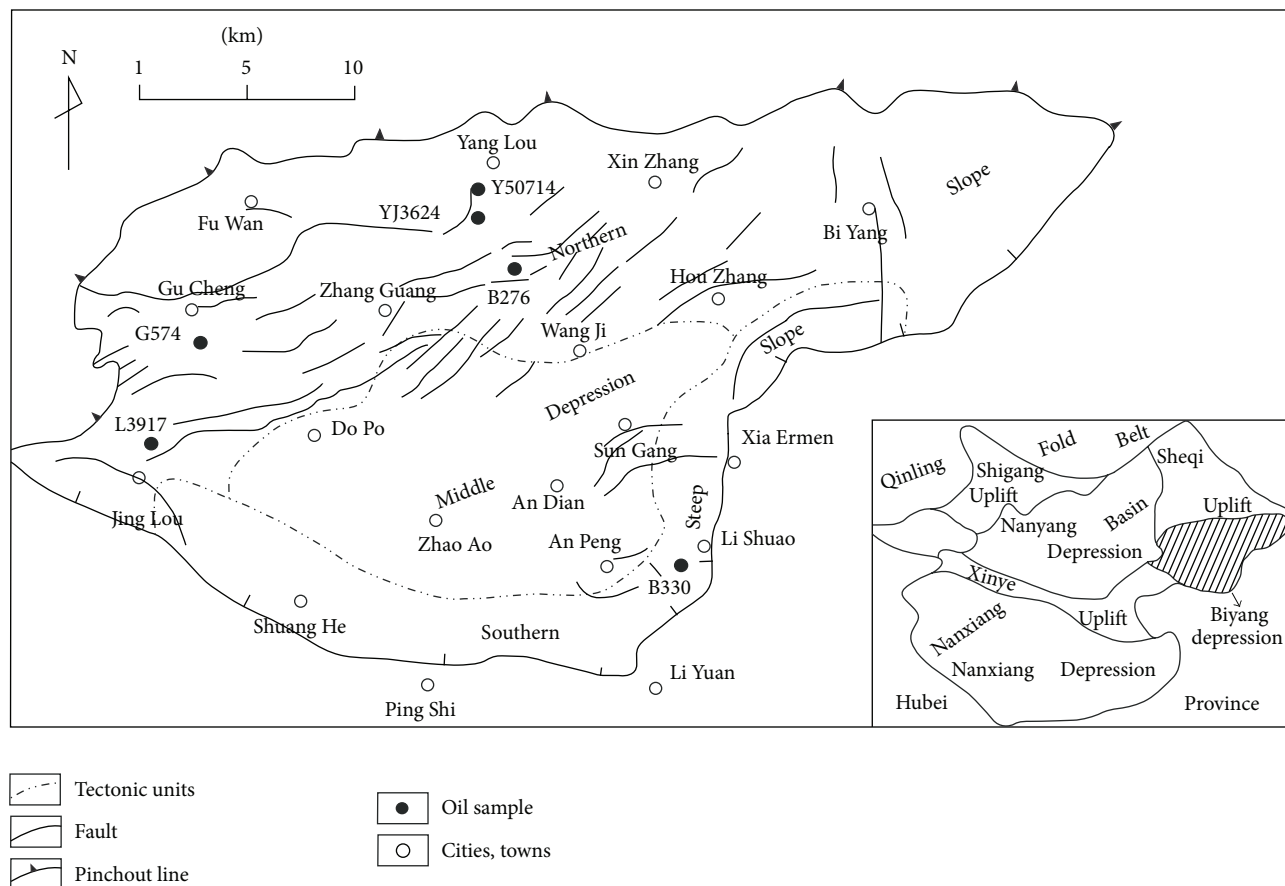 (km)
N
1 5 10
Yang Lou
Xin Zhang
Slope
Y50714
Fu Wan
YJ3624
Bi Yang
Northern
Gu Cheng
Zhang Guang
B276
Hou Zhang
G574
Wang Ji
Slope
Depression
L3917
Do Po
Sun Gang
Xia Ermen
Jing Lou
Middle
An Dian
Steep
Zhao Ao
An Peng
Li Shuao
B330
Shuang He
Southern
Li Yuan
Ping Shi
Fold
Belt
Sheqi
Qinling
Shigang
Uplift
Basin
Uplift
Nanyang
Depression
Xinye
Biyang
depression
Nanxiang
Uplift
Nanxiang
Depression
Hubei
Province
Tectonic units
Fault
Pinchout line
Oil sample
Cities, towns